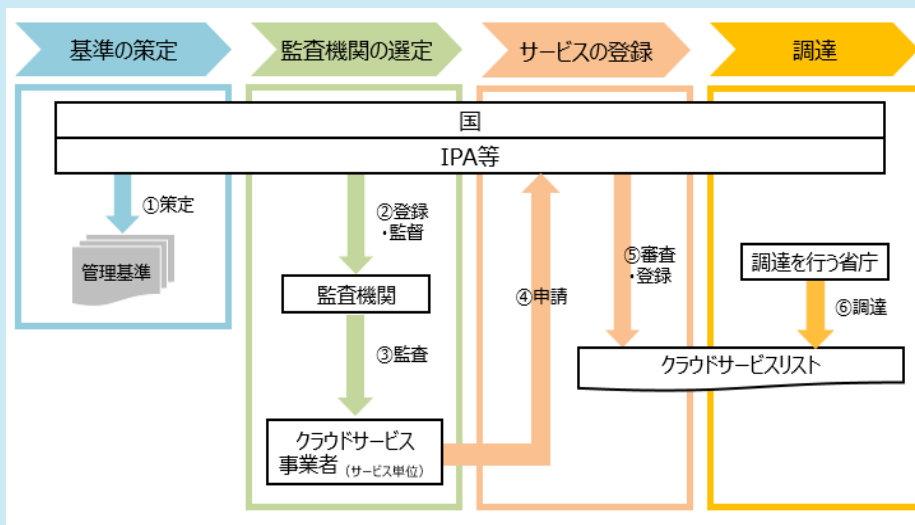 基準の策定
監査機関の選定
サービスの登録
調達
国
IPA等
①策定
管理基準
②登録
・監督
監査機関
③監査
クラウドサービス
事業者（サービス単位）
④申請
⑤審査
・登録
調達を行う省庁
⑥調達
クラウドサービスリスト